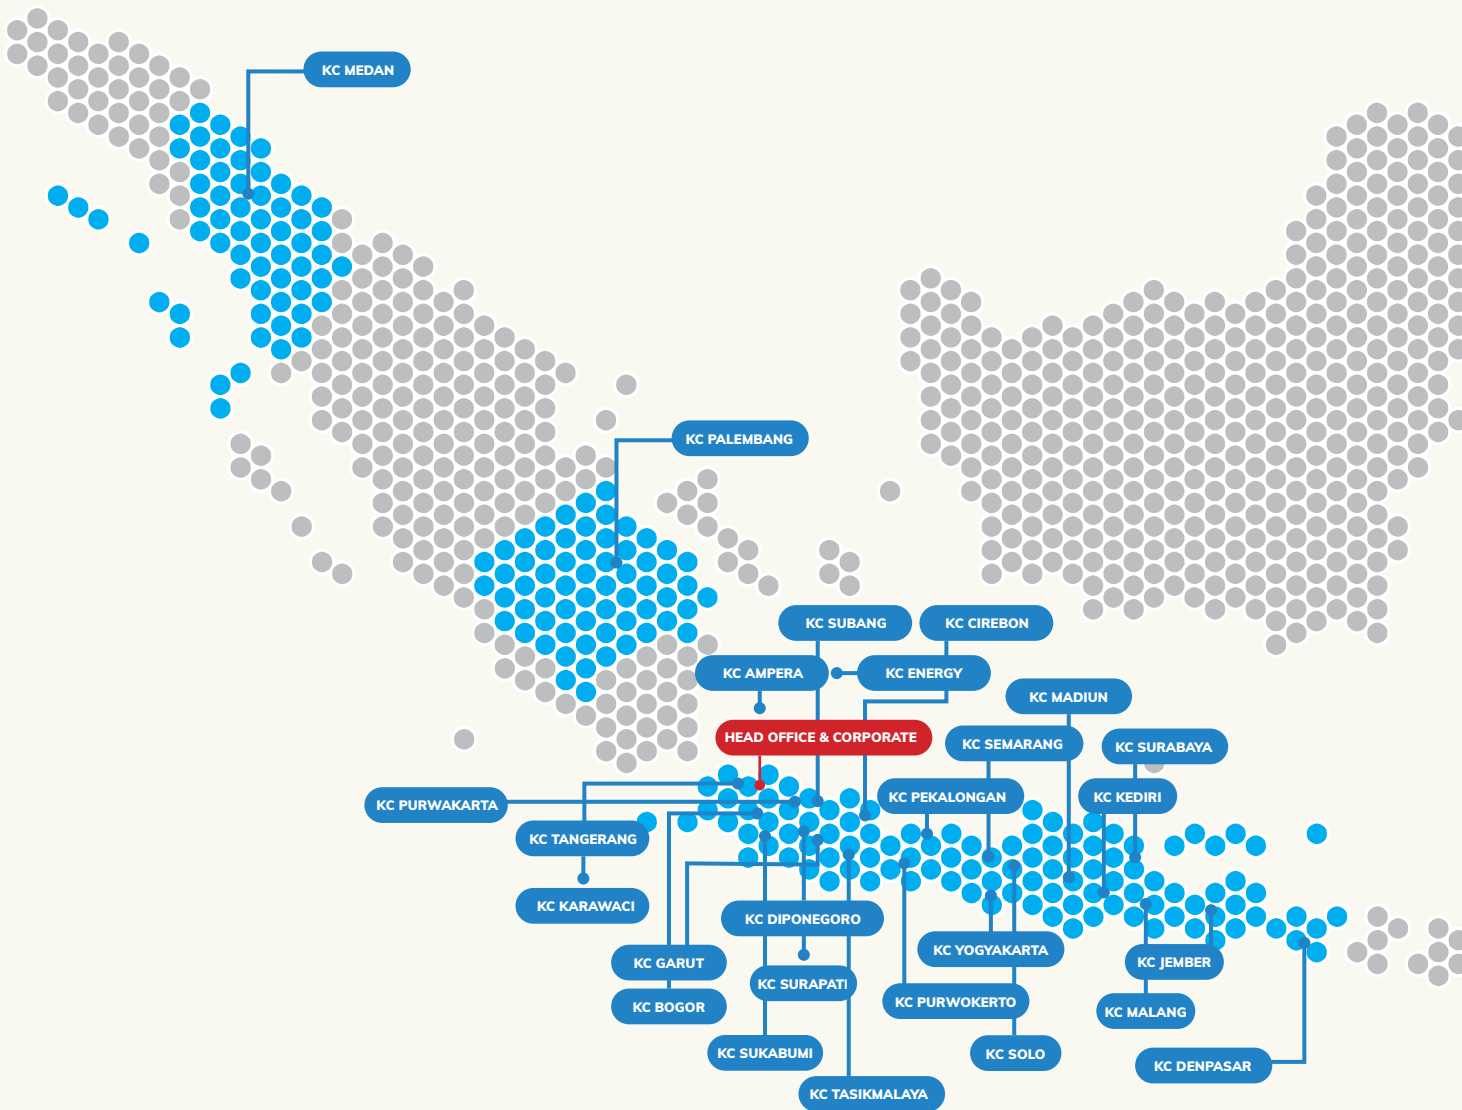 KC MEDAN
KC PALEMBANG
KC SUBANG
KC CIREBON
KC AMPERA
KC ENERGY
KC MADIUN
HEAD OFFICE & CORPORATE
KC SEMARANG
KC SURABAYA
KC PURWAKARTA
KC PEKALONGAN
KC KEDIRI
KC TANGERANG
KC KARAWACI
KC DIPONEGORO
KC YOGYAKARTA
KC GARUT
KC JEMBER
KC SURAPATI
KC BOGOR
KC PURWOKERTO
KC MALANG
KC SUKABUMI
KC SOLO
KC DENPASAR
KC TASIKMALAYA